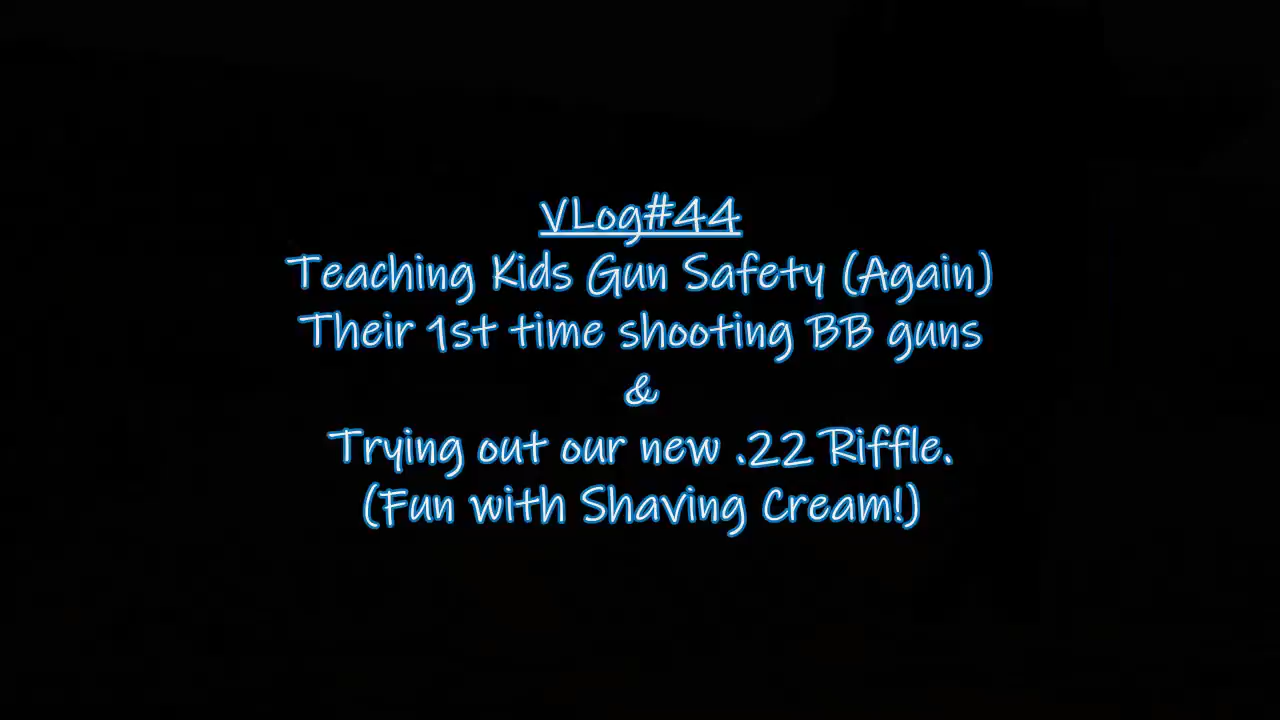 VLog#44
Teaching Kids Gun Safety (Again)
Their 1st time shooting BB guns
&
Trying out our new .22 Riffle.
(Fun with Shaving Cream!)